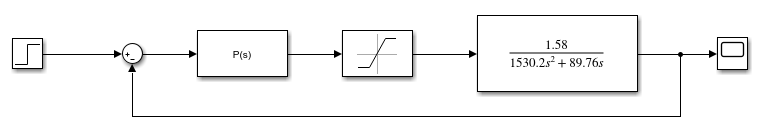 +
−
P(s)
1.58
1530.2s² + 89.76s